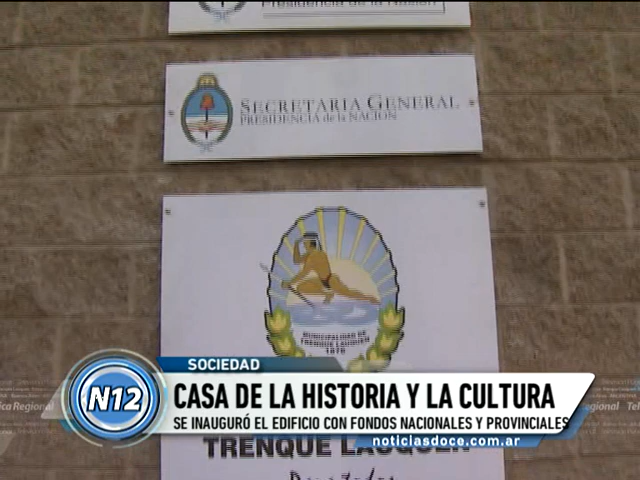 Presidencia de la Nación
SECRETARIA GENERAL
PRESIDENCIA de la NACION
MUNICIPALIDAD DE
TRENQUE LAUQUEN
1876
SOCIEDAD
N12
CASA DE LA HISTORIA Y LA CULTURA
SE INAUGURÓ EL EDIFICIO CON FONDOS NACIONALES Y PROVINCIALES
noticiasdoce.com.ar
TRENQUE LAUQUEN